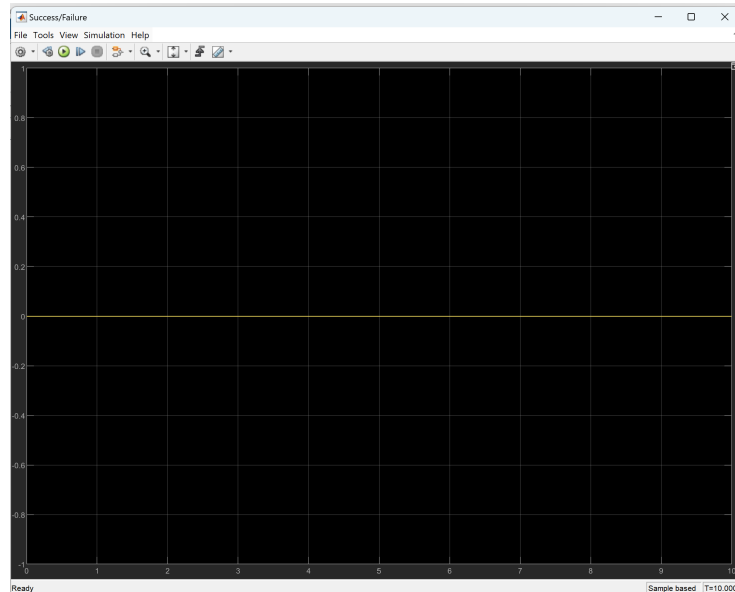 Success/Failure
File Tools View Simulation Help
1
0.8
0.6
0.4
0.2
0
-0.2
-0.4
-0.6
-0.8
-1
0 1 2 3 4 5 6 7 8 9 10
Ready Sample based T=10.000